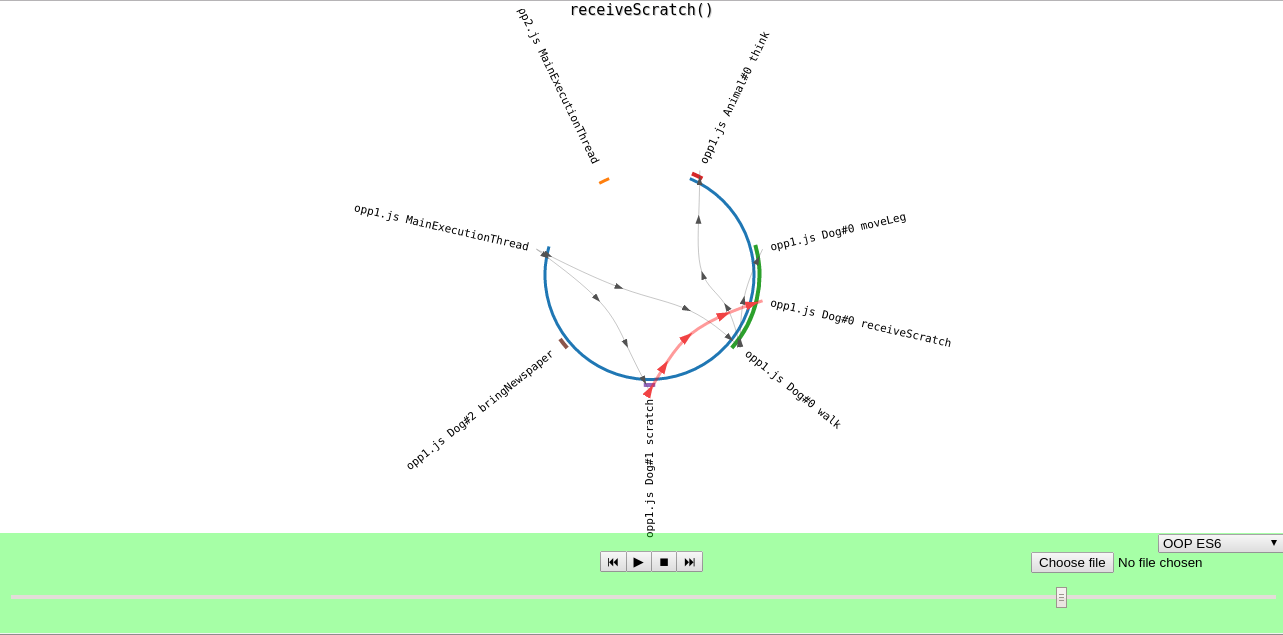 receiveScratch()
pp2.js MainExecutionThread
opp1.js Animal#0 think
opp1.js MainExecutionThread
opp1.js Dog#0 moveLeg
opp1.js Dog#0 receiveScratch
opp1.js Dog#2 bringNewspaper
opp1.js Dog#0 walk
opp1.js Dog#1 scratch
OOP ES6
Choose file No file chosen